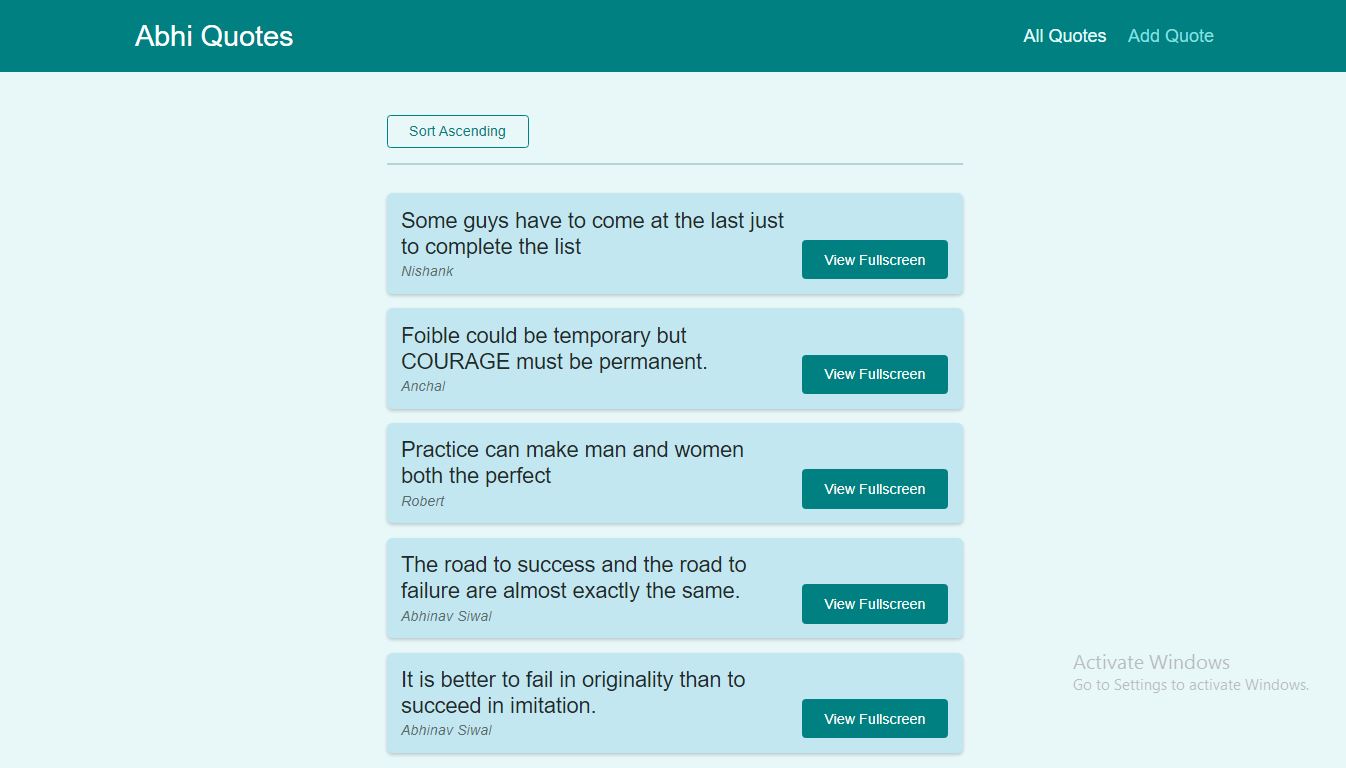 Abhi Quotes
All Quotes
Add Quote
Sort Ascending
Some guys have to come at the last just
to complete the list
Nishank
View Fullscreen
Foible could be temporary but
COURAGE must be permanent.
Anchal
View Fullscreen
Practice can make man and women
both the perfect
Robert
View Fullscreen
The road to success and the road to
failure are almost exactly the same.
Abhinav Siwal
View Fullscreen
It is better to fail in originality than to
succeed in imitation.
Abhinav Siwal
View Fullscreen
Activate Windows
Go to Settings to activate Windows.